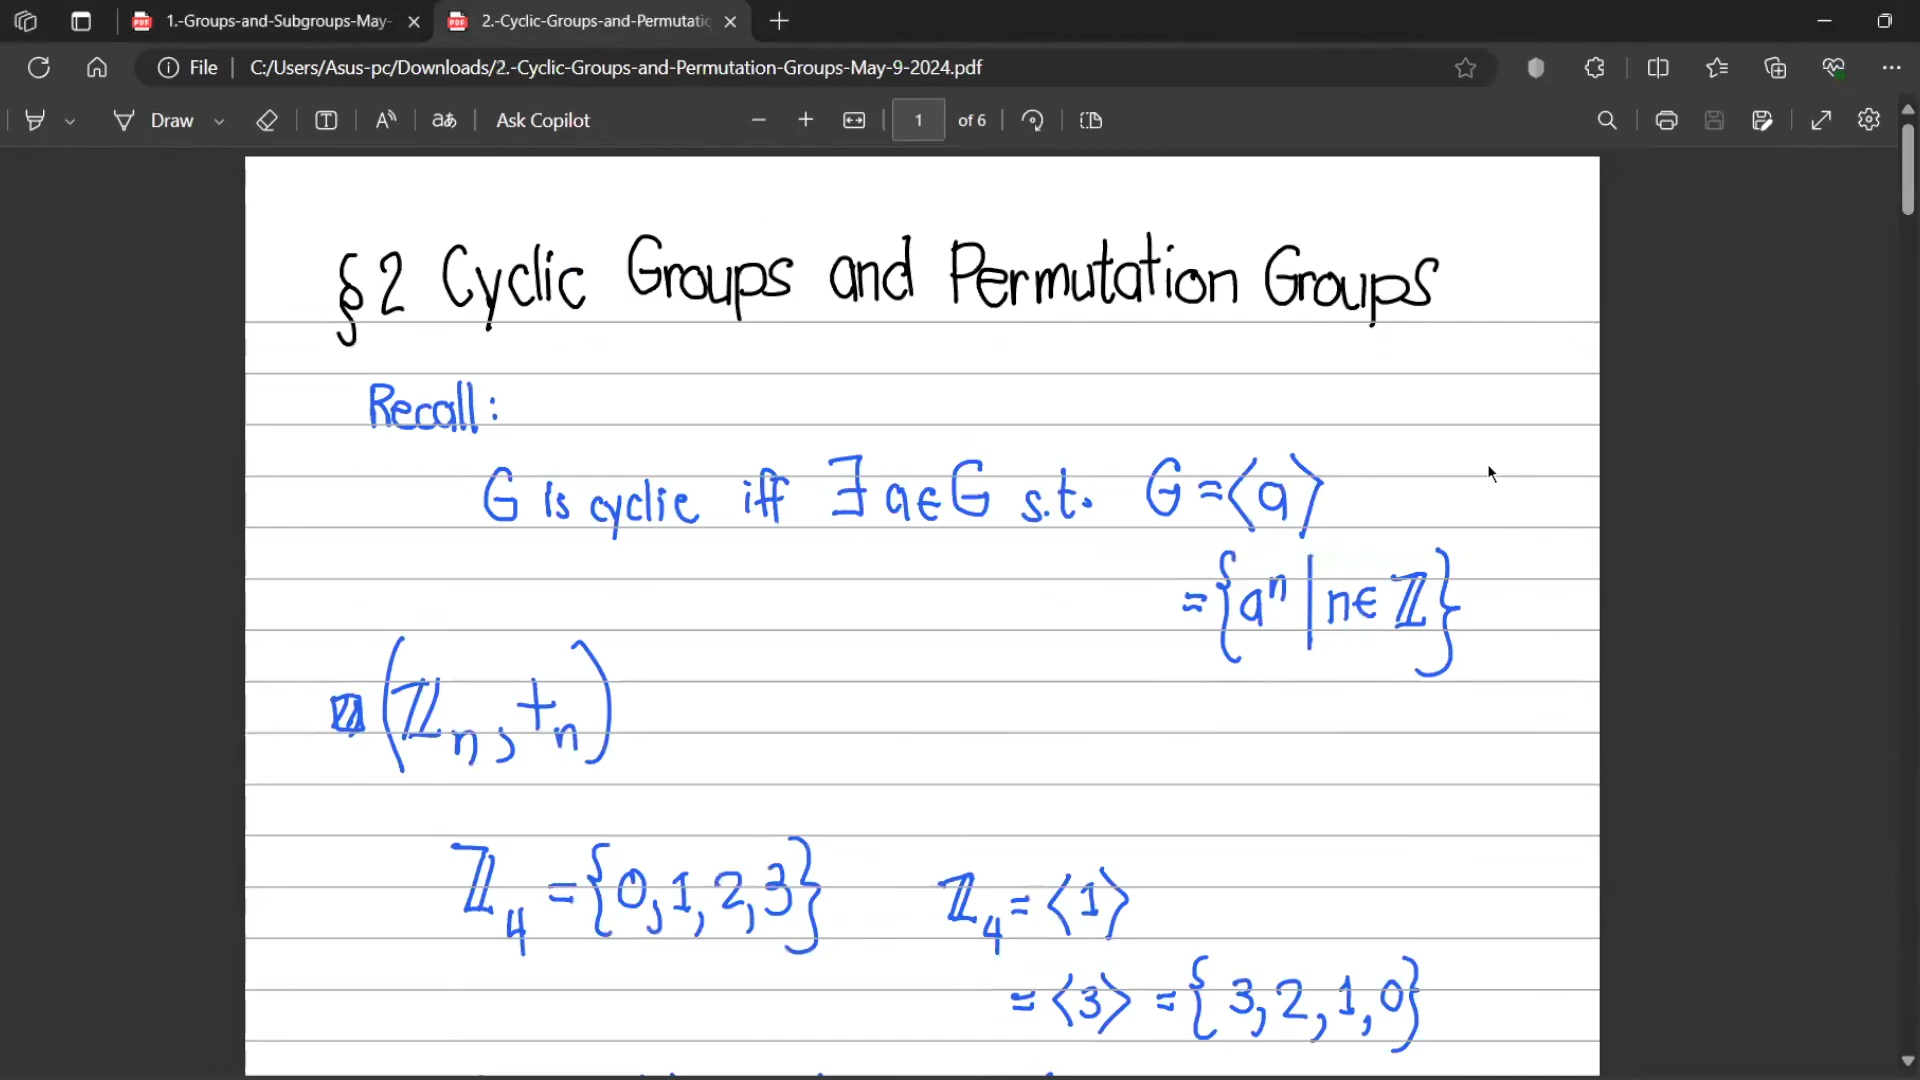 1.-Groups-and-Subgroups-May-
2.-Cyclic-Groups-and-Permutatic
File
C:/Users/Asus-pc/Downloads/2.-Cyclic-Groups-and-Permutation-Groups-May-9-2024.pdf
Draw
Ask Copilot
1 of 6
§2 Cyclic Groups and Permutation Groups
Recall:
G is cyclic iff ∃ a∈G s.t. G = ⟨a⟩
= {aⁿ | n∈ ℤ}
(ℤₙ, +ₙ)
ℤ₄ = {0, 1, 2, 3} ℤ₄ = ⟨1⟩
= ⟨3⟩ = {3, 2, 1, 0}